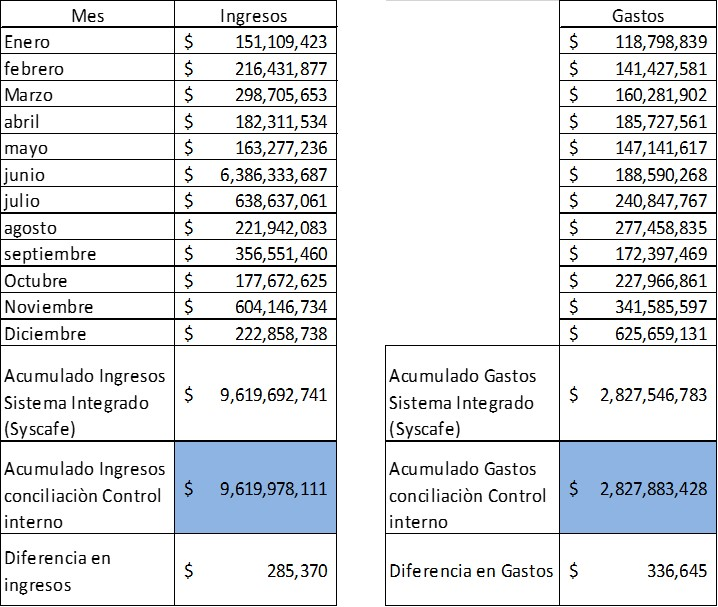 Mes Ingresos Gastos
Enero $ 151,109,423 $ 118,798,839
febrero $ 216,431,877 $ 141,427,581
Marzo $ 298,705,653 $ 160,281,902
abril $ 182,311,534 $ 185,727,561
mayo $ 163,277,236 $ 147,141,617
junio $ 6,386,333,687 $ 188,590,268
julio $ 638,637,061 $ 240,847,767
agosto $ 221,942,083 $ 277,458,835
septiembre $ 356,551,460 $ 172,397,469
Octubre $ 177,672,625 $ 227,966,861
Noviembre $ 604,146,734 $ 341,585,597
Diciembre $ 222,858,738 $ 625,659,131
Acumulado Ingresos
Sistema Integrado
(Syscafe)
$ 9,619,692,741
Acumulado Gastos
Sistema Integrado
(Syscafe)
$ 2,827,546,783
Acumulado Ingresos
conciliaciòn Control
interno
$ 9,619,978,111
Acumulado Gastos
conciliaciòn Control
interno
$ 2,827,883,428
Diferencia en
ingresos
$ 285,370
Diferencia en Gastos $ 336,645